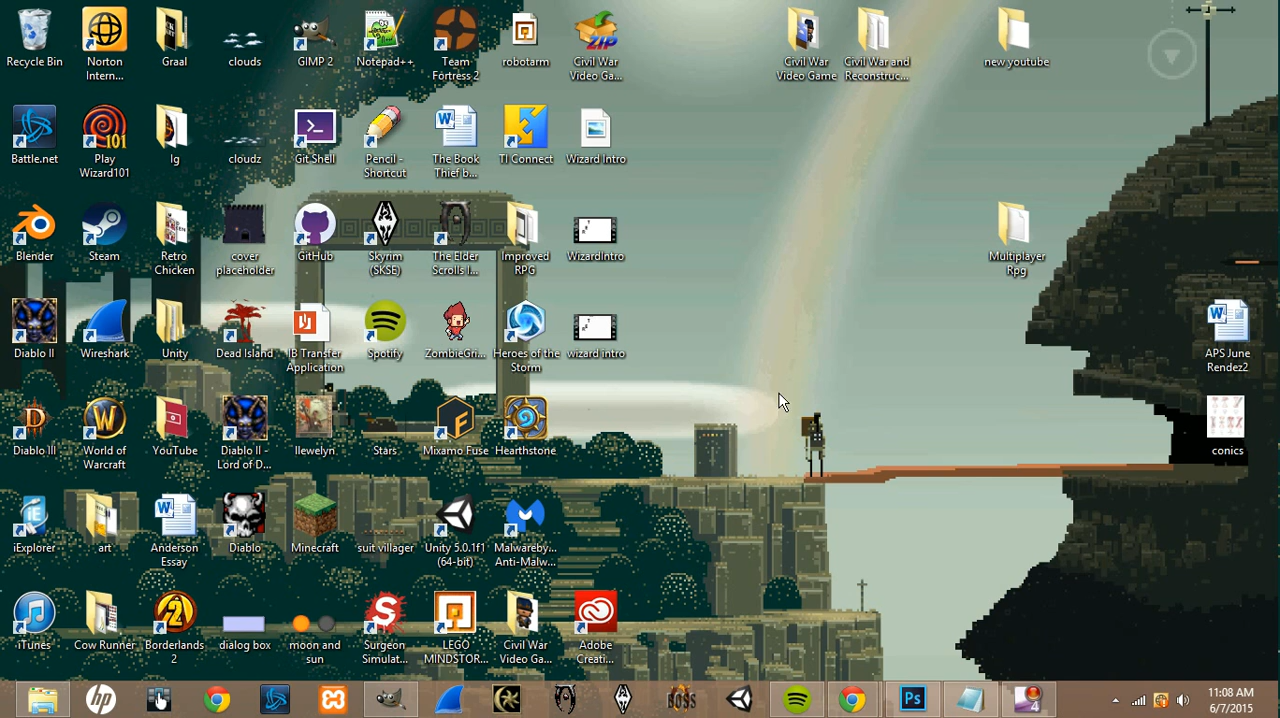 Recycle Bin
Norton
Intern...
Graal
clouds
GIMP 2
Notepad++
Team
Fortress 2
robotarm
Civil War
Video Ga...
Civil War
Video Game
Civil War and
Reconstruc...
new youtube
ZIP
Battle.net
Play
Wizard101
lg
cloudz
Git Shell
Pencil -
Shortcut
The Book
Thief b...
TI Connect
Wizard Intro
101
Blender
Steam
Retro
Chicken
cover
placeholder
GitHub
Skyrim
(SKSE)
The Elder
Scrolls I...
Improved
RPG
WizardIntro
Multiplayer
Rpg
Diablo II
Wireshark
Unity
Dead Island
IB Transfer
Application
Spotify
ZombieGri...
Heroes of the
Storm
wizard intro
APS June
Rendez2
Diablo III
World of
Warcraft
YouTube
Diablo II -
Lord of D...
llewelyn
Stars
Mixamo Fuse
Hearthstone
conics
iExplorer
art
Anderson
Essay
Diablo
Minecraft
suit villager
Unity 5.0.1f1
(64-bit)
Malwareby...
Anti-Malw...
iTunes
Cow Runner
Borderlands
2
dialog box
moon and
sun
Surgeon
Simulat...
LEGO
MINDSTOR...
Civil War
Video Ga...
Adobe
Creati...
hp
BOSS
Ps
4
11:08 AM
6/7/2015